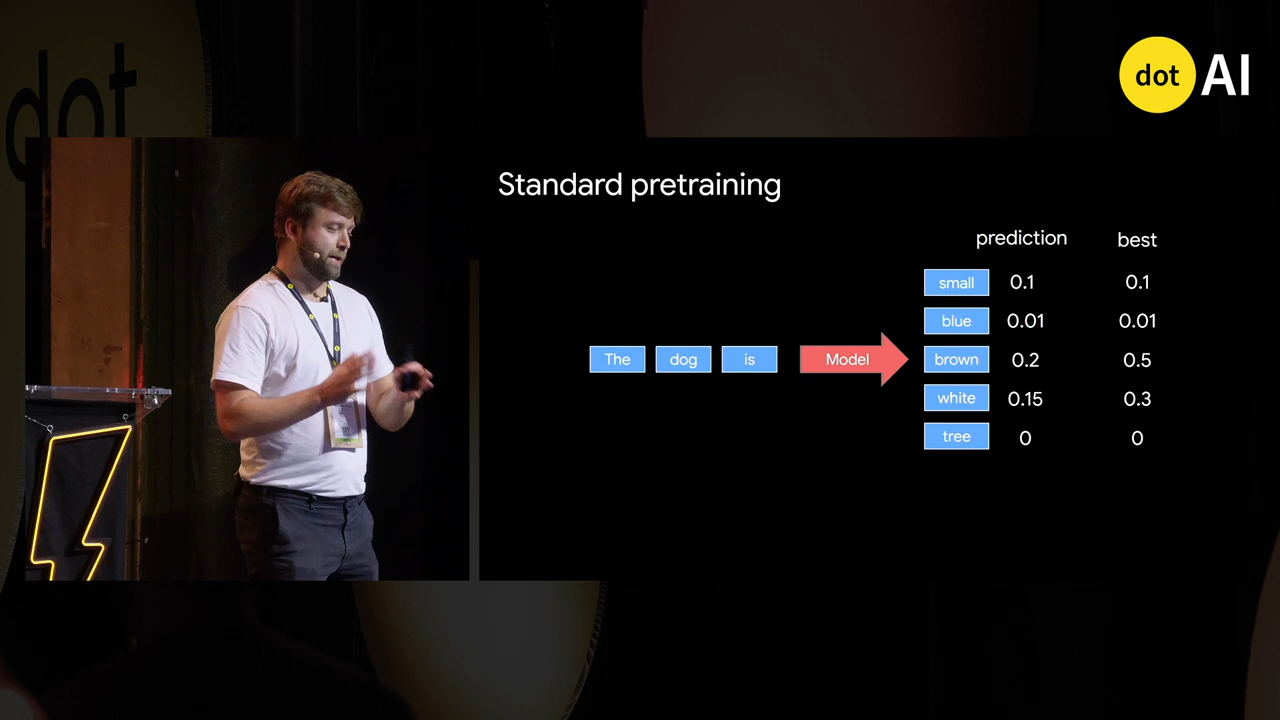 dot
dot AI
Standard pretraining
prediction best
small 0.1 0.1
blue 0.01 0.01
The dog is Model brown 0.2 0.5
white 0.15 0.3
tree 0 0